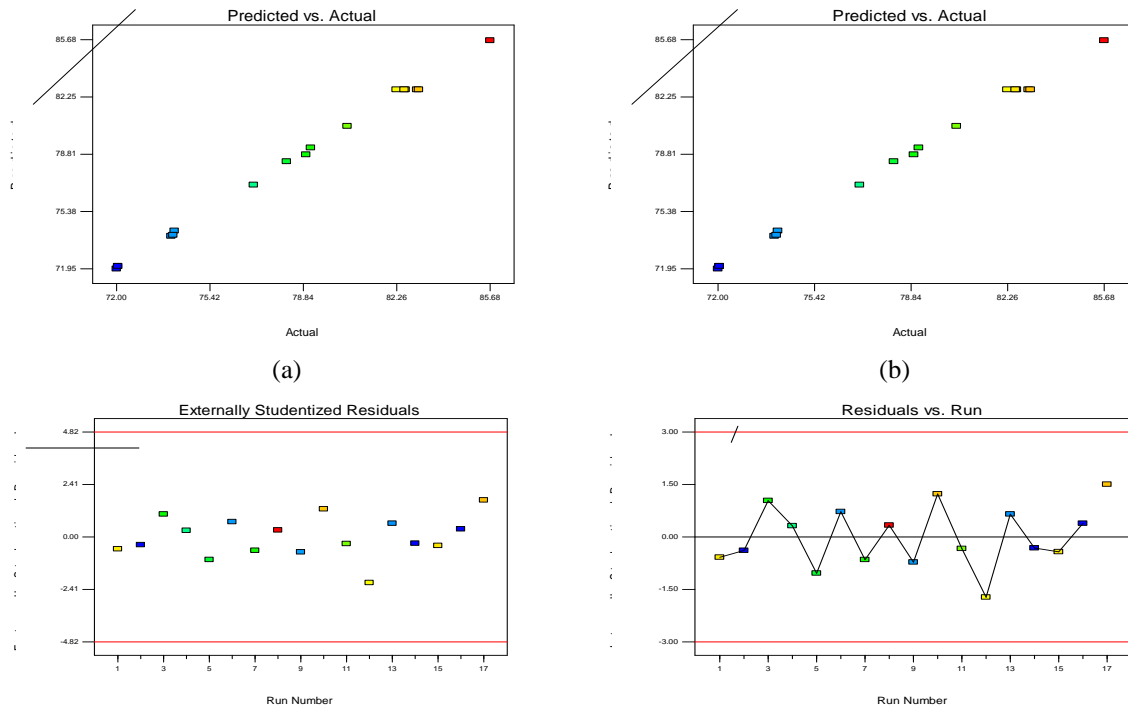 Predicted vs. Actual
85.68
82.25
78.81
75.38
71.95
72.00 75.42 78.84 82.26 85.68
Actual
(a)
Predicted vs. Actual
85.68
82.25
78.81
75.38
71.95
72.00 75.42 78.84 82.26 85.68
Actual
(b)
Externally Studentized Residuals
4.82
2.41
0.00
-2.41
-4.82
1 3 5 7 9 11 13 15 17
Run Number
Residuals vs. Run
3.00
1.50
0.00
-1.50
-3.00
1 3 5 7 9 11 13 15 17
Run Number